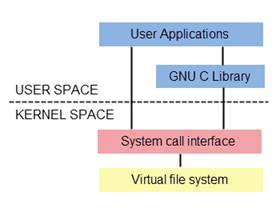 User Applications
GNU C Library
USER SPACE
KERNEL SPACE
System call interface
Virtual file system